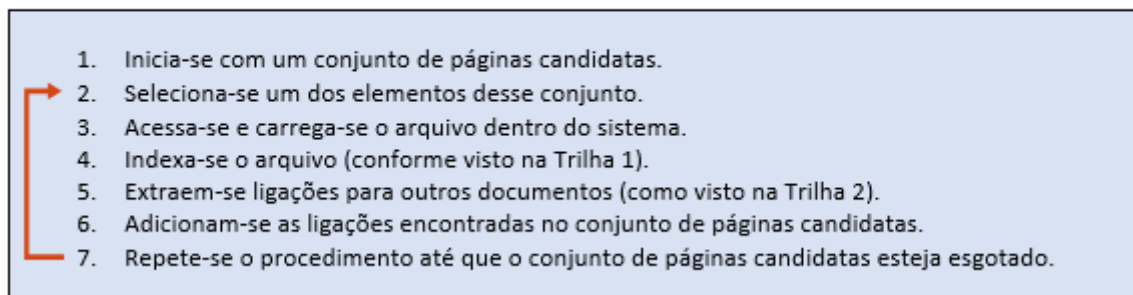 1. Inicia-se com um conjunto de páginas candidatas.
2. Seleciona-se um dos elementos desse conjunto.
3. Acessa-se e carrega-se o arquivo dentro do sistema.
4. Indexa-se o arquivo (conforme visto na Trilha 1).
5. Extraem-se ligações para outros documentos (como visto na Trilha 2).
6. Adicionam-se as ligações encontradas no conjunto de páginas candidatas.
7. Repete-se o procedimento até que o conjunto de páginas candidatas esteja esgotado.